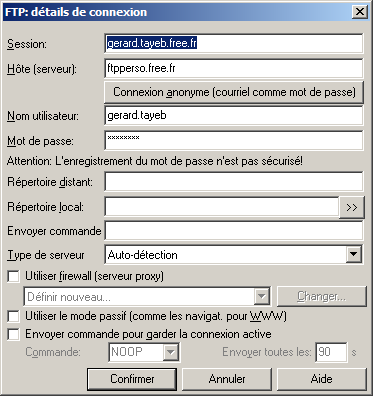 FTP: détails de connexion
Session: gerard.tayeb.free.fr
Hôte (serveur): ftpperso.free.fr
Connexion anonyme (courriel comme mot de passe)
Nom utilisateur: gerard.tayeb
Mot de passe: ********
Attention: L'enregistrement du mot de passe n'est pas sécurisé!
Répertoire distant:
Répertoire local: >>
Envoyer commande
Type de serveur Auto-détection
Utiliser firewall (serveur proxy)
Définir nouveau... Changer...
Utiliser le mode passif (comme les navigat. pour WWW)
Envoyer commande pour garder la connexion active
Commande: NOOP Envoyer toutes les: 90 s
Confirmer Annuler Aide